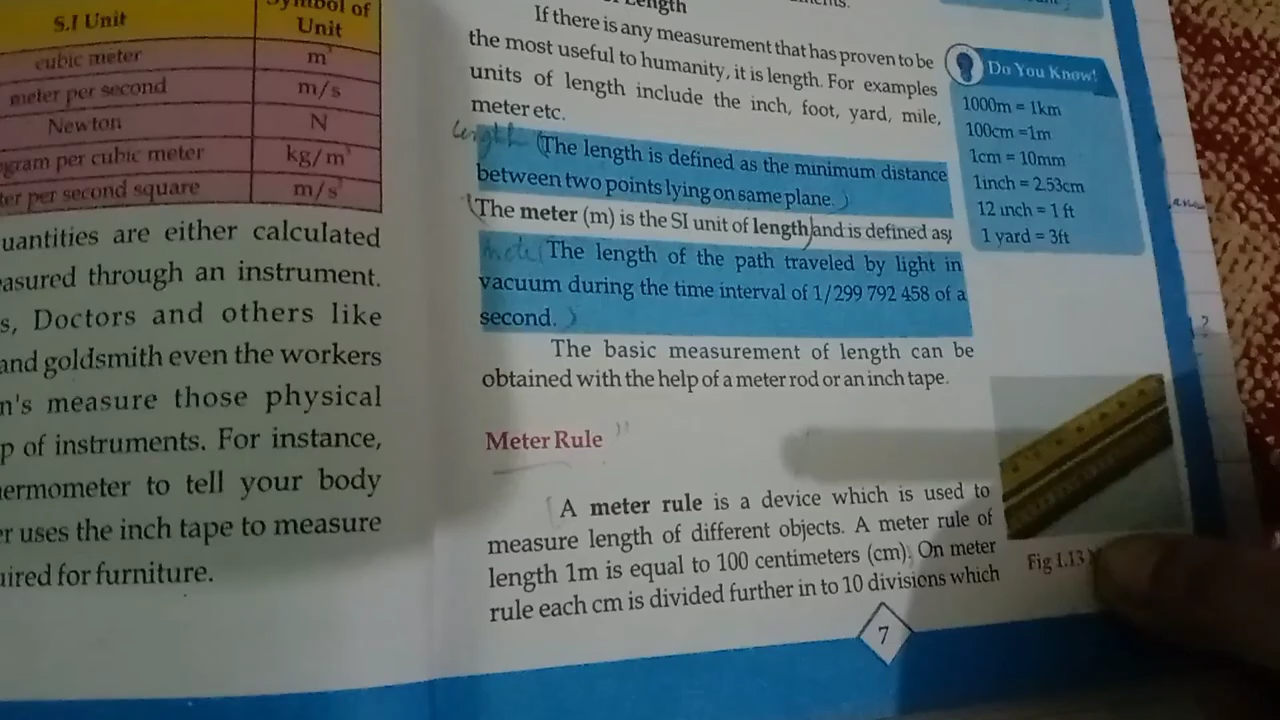 S.I Unit
Symbol of
Unit
cubic meter
m³
meter per second
m/s
Newton
N
gram per cubic meter
kg/m³
ter per second square
m/s²
uantities are either calculated
easured through an instrument.
s, Doctors and others like
and goldsmith even the workers
n's measure those physical
p of instruments. For instance,
ermometer to tell your body
er uses the inch tape to measure
uired for furniture.
Length
If there is any measurement that has proven to be
the most useful to humanity, it is length. For examples
units of length include the inch, foot, yard, mile,
meter etc.
length (The length is defined as the minimum distance
between two points lying on same plane.)
(The meter (m) is the SI unit of length) and is defined as;
(The length of the path traveled by light in
vacuum during the time interval of 1/299 792 458 of a
second.)
The basic measurement of length can be
obtained with the help of a meter rod or an inch tape.
Meter Rule
A meter rule is a device which is used to
measure length of different objects. A meter rule of
length 1m is equal to 100 centimeters (cm). On meter
rule each cm is divided further in to 10 divisions which
7
Do You Know!
1000m = 1km
100cm =1m
1cm = 10mm
1inch = 2.53cm
12 inch = 1 ft
1 yard = 3ft
Fig 1.13
?